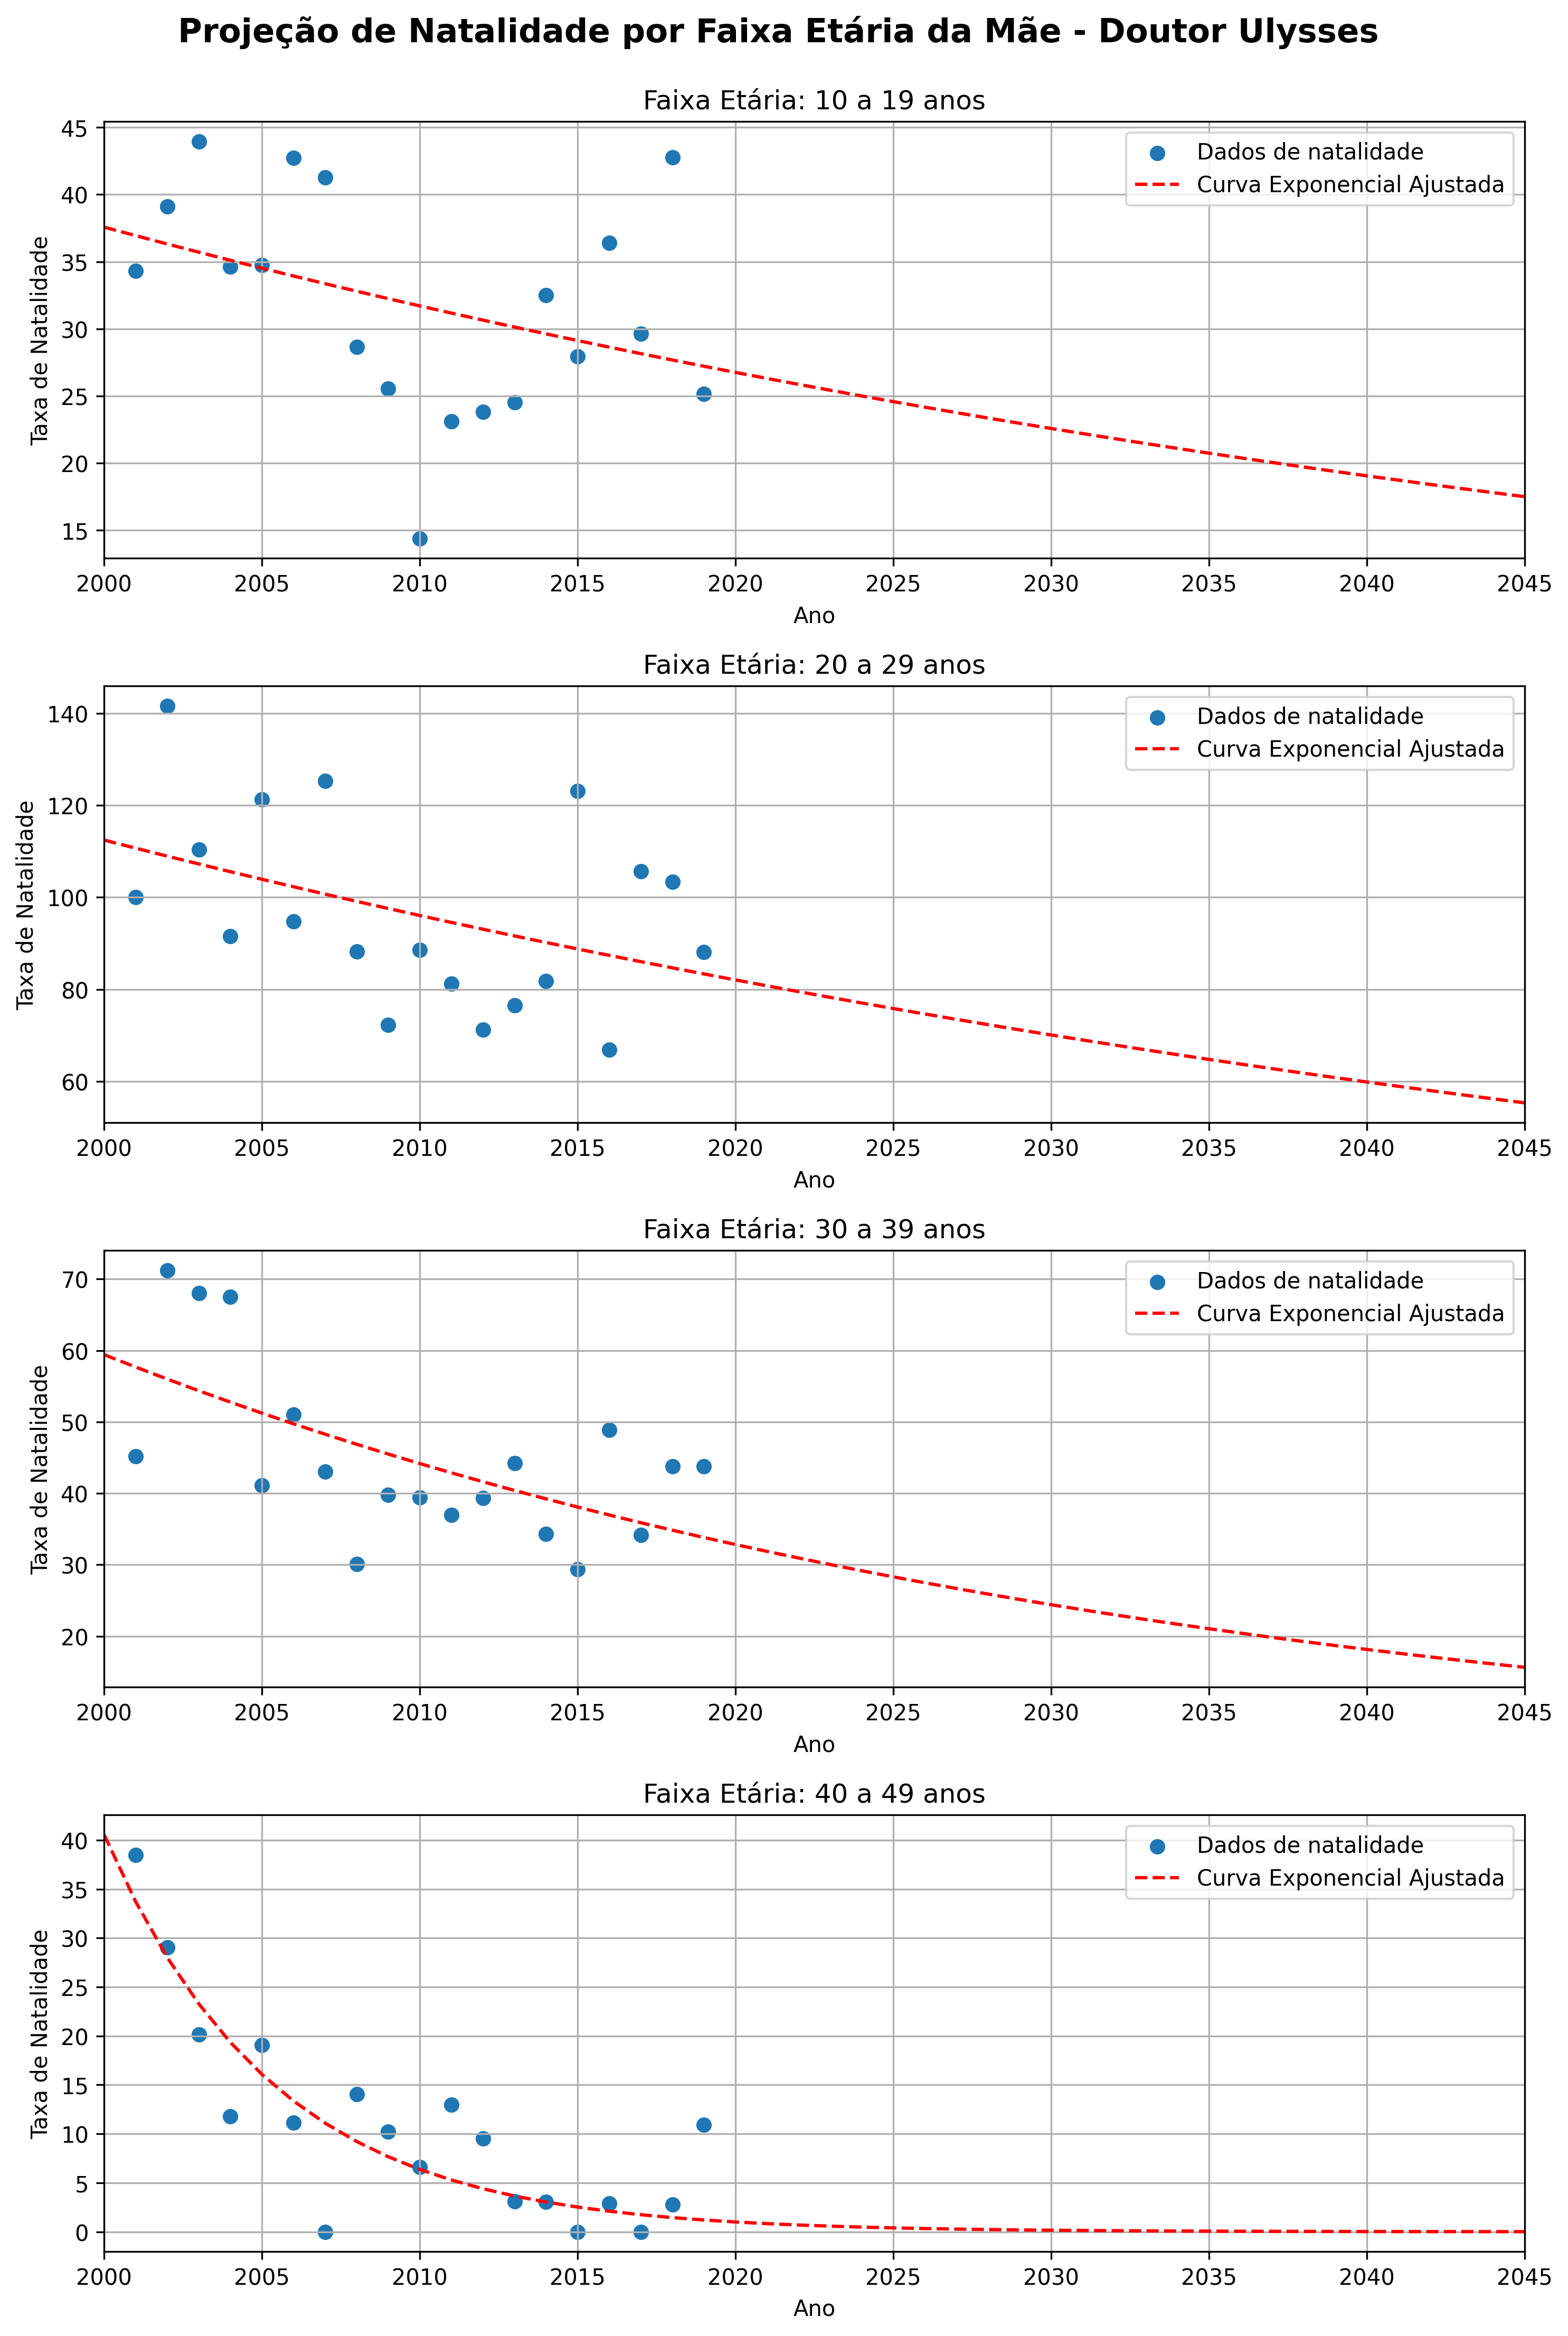 Projeção de Natalidade por Faixa Etária da Mãe - Doutor Ulysses
Faixa Etária: 10 a 19 anos
45
40
35
30
25
20
15
Taxa de Natalidade
Dados de natalidade
Curva Exponencial Ajustada
2000 2005 2010 2015 2020 2025 2030 2035 2040 2045
Ano
Faixa Etária: 20 a 29 anos
140
120
100
80
60
Taxa de Natalidade
Dados de natalidade
Curva Exponencial Ajustada
2000 2005 2010 2015 2020 2025 2030 2035 2040 2045
Ano
Faixa Etária: 30 a 39 anos
70
60
50
40
30
20
Taxa de Natalidade
Dados de natalidade
Curva Exponencial Ajustada
2000 2005 2010 2015 2020 2025 2030 2035 2040 2045
Ano
Faixa Etária: 40 a 49 anos
40
35
30
25
20
15
10
5
0
Taxa de Natalidade
Dados de natalidade
Curva Exponencial Ajustada
2000 2005 2010 2015 2020 2025 2030 2035 2040 2045
Ano